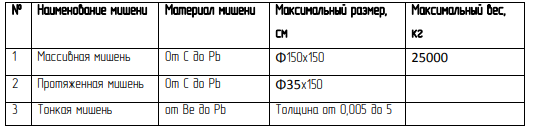 № Наименование мишени Материал мишени Максимальный размер, см Максимальный вес, кг
1 Массивная мишень От С до Pb Ф150х150 25000
2 Протяженная мишень От С до Pb Ф35х150
3 Тонкая мишень от Be до Pb Толщина от 0,005 до 5